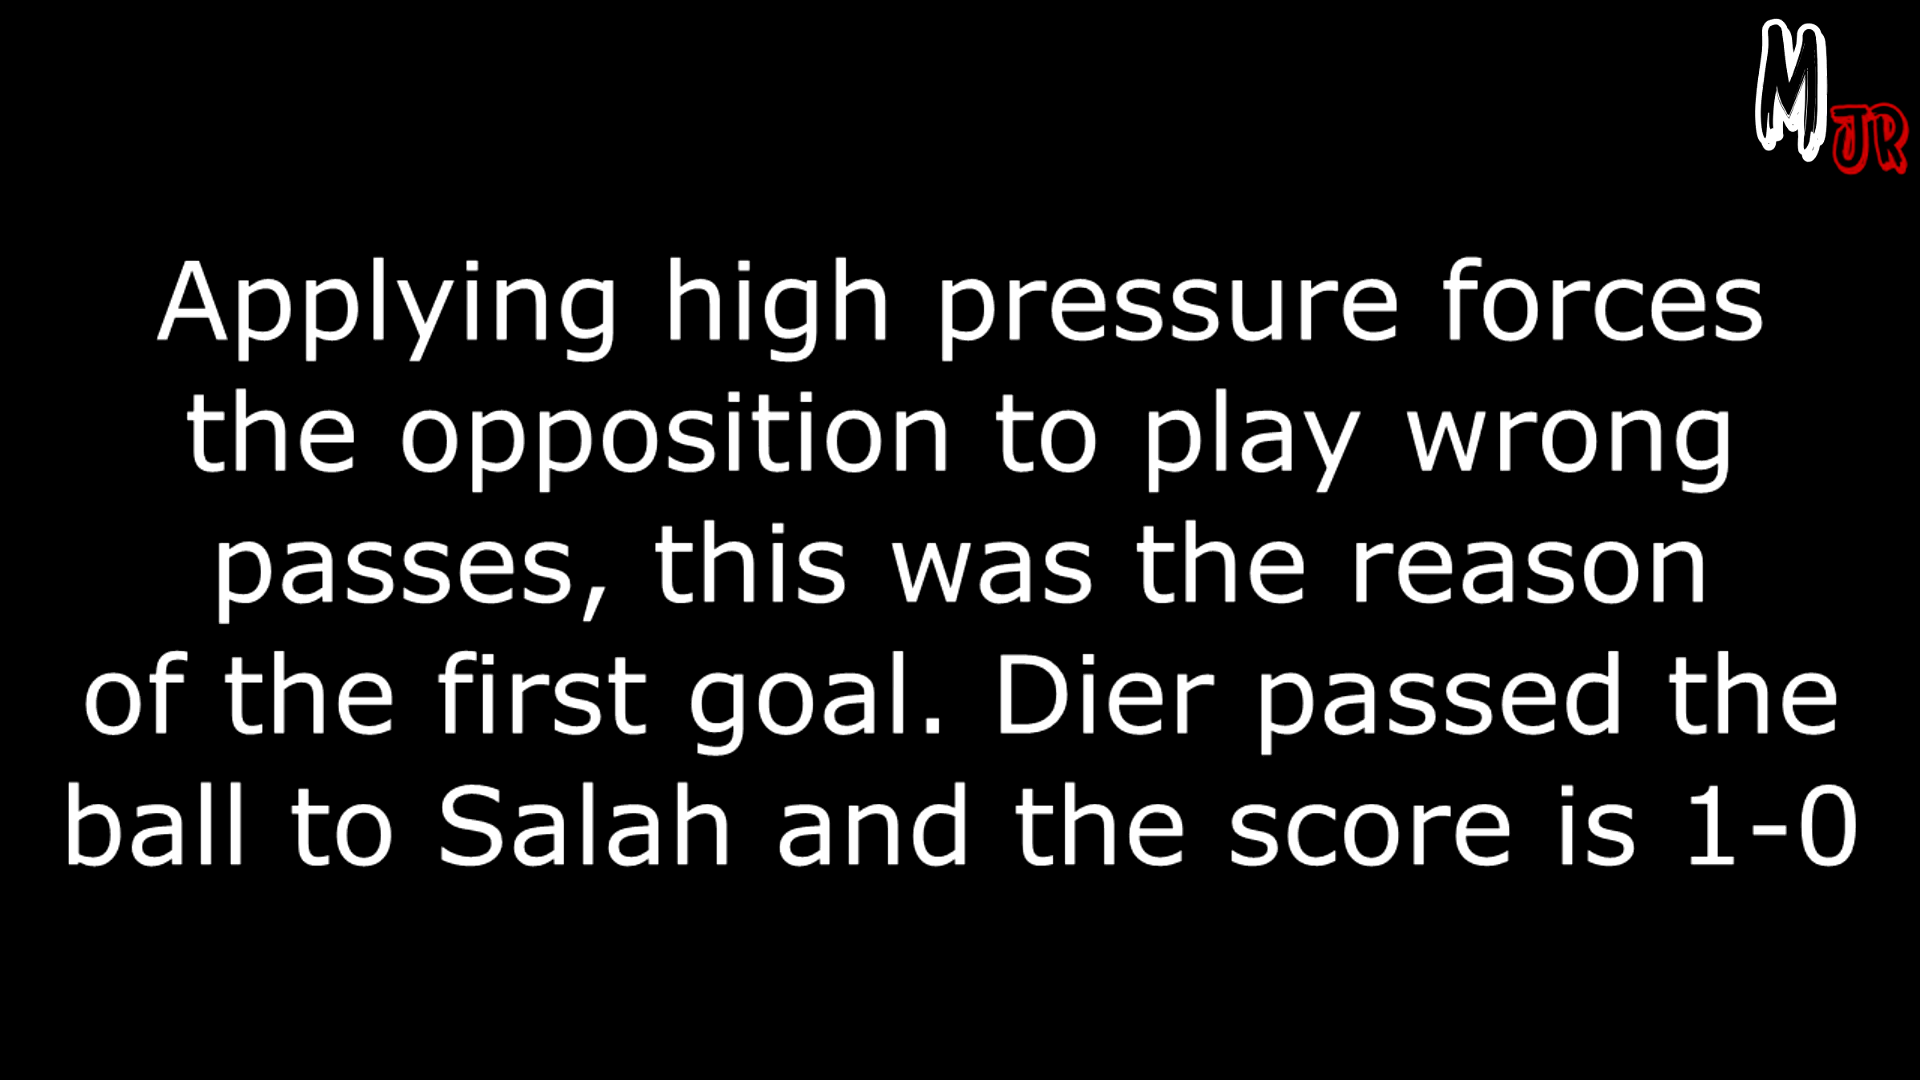 M
JR
Applying high pressure forces
the opposition to play wrong
passes, this was the reason
of the first goal. Dier passed the
ball to Salah and the score is 1-0